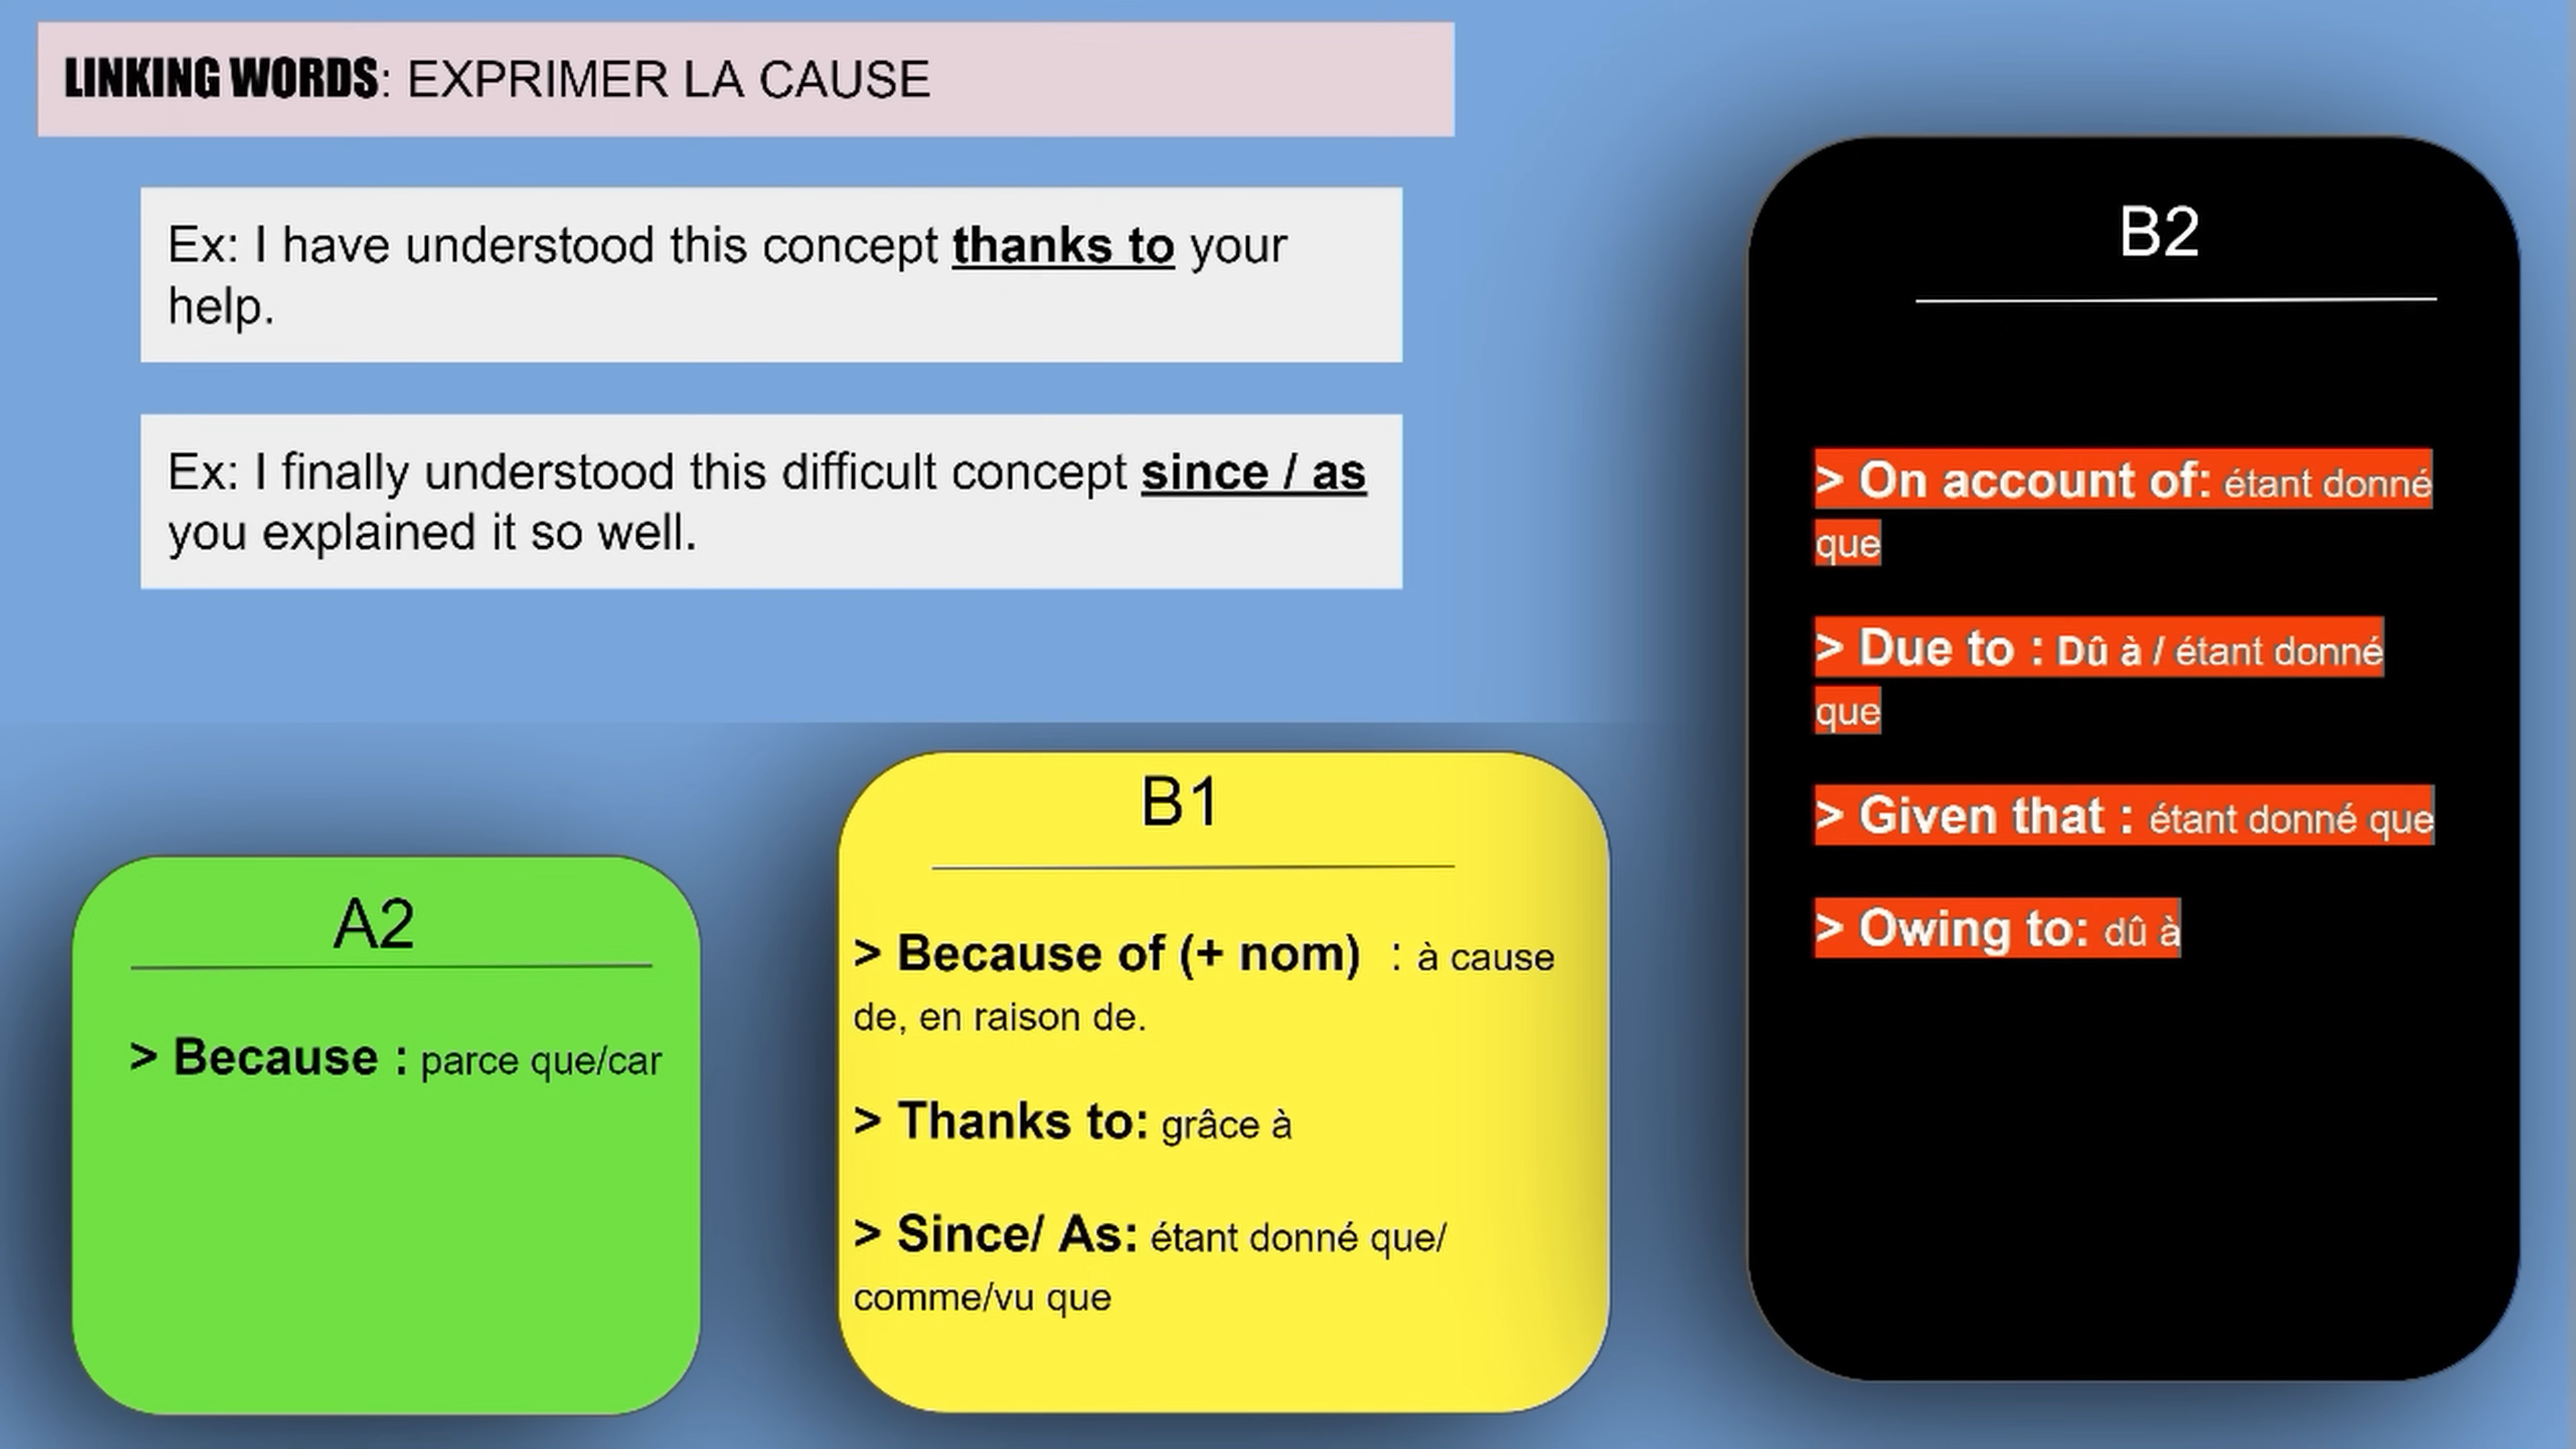 LINKING WORDS: EXPRIMER LA CAUSE
Ex: I have understood this concept thanks to your
help.
Ex: I finally understood this difficult concept since / as
you explained it so well.
A2
> Because : parce que/car
B1
> Because of (+ nom) : à cause
de, en raison de.
> Thanks to: grâce à
> Since/ As: étant donné que/
comme/vu que
B2
> On account of: étant donné
que
> Due to : Dû à / étant donné
que
> Given that : étant donné que
> Owing to: dû à